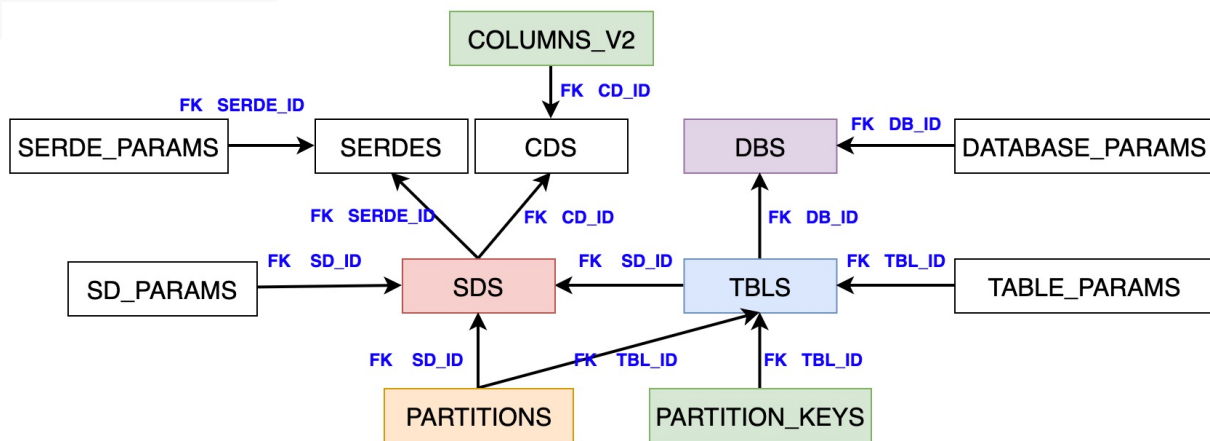 COLUMNS_V2
FK CD_ID
FK SERDE_ID
FK DB_ID
SERDE_PARAMS
SERDES
CDS
DBS
DATABASE_PARAMS
FK SERDE_ID
FK CD_ID
FK DB_ID
FK SD_ID
FK SD_ID
FK TBL_ID
SD_PARAMS
SDS
TBLS
TABLE_PARAMS
FK SD_ID
FK TBL_ID
FK TBL_ID
PARTITIONS
PARTITION_KEYS